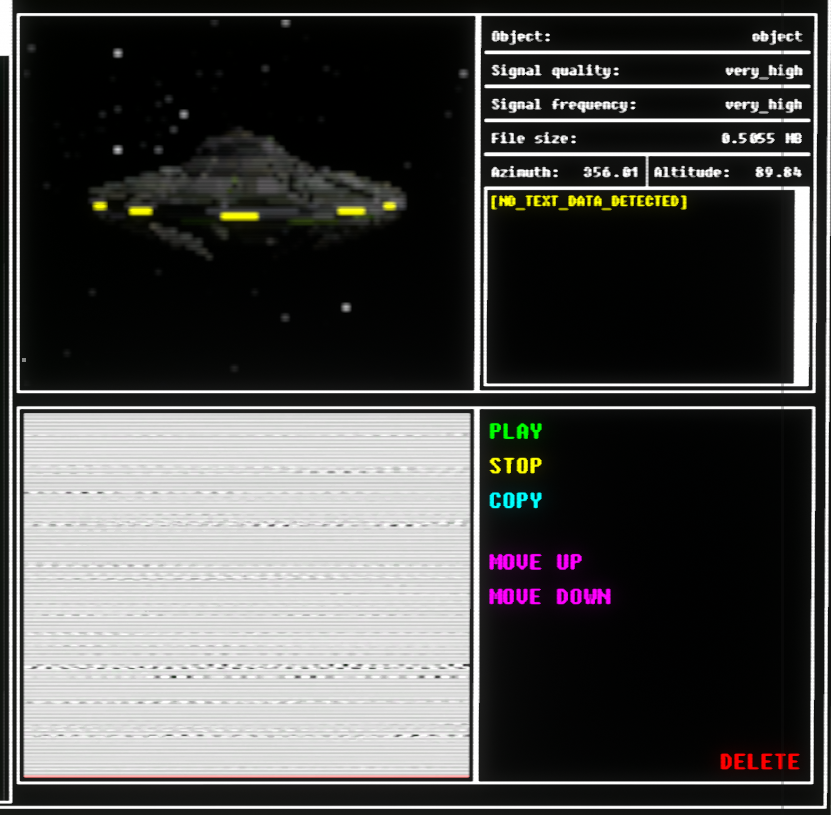 Object: object
Signal quality: very_high
Signal frequency: very_high
File size: 0.5055 MB
Azimuth: 356.01 Altitude: 89.84
[NO_TEXT_DATA_DETECTED]
PLAY
STOP
COPY
MOVE UP
MOVE DOWN
DELETE